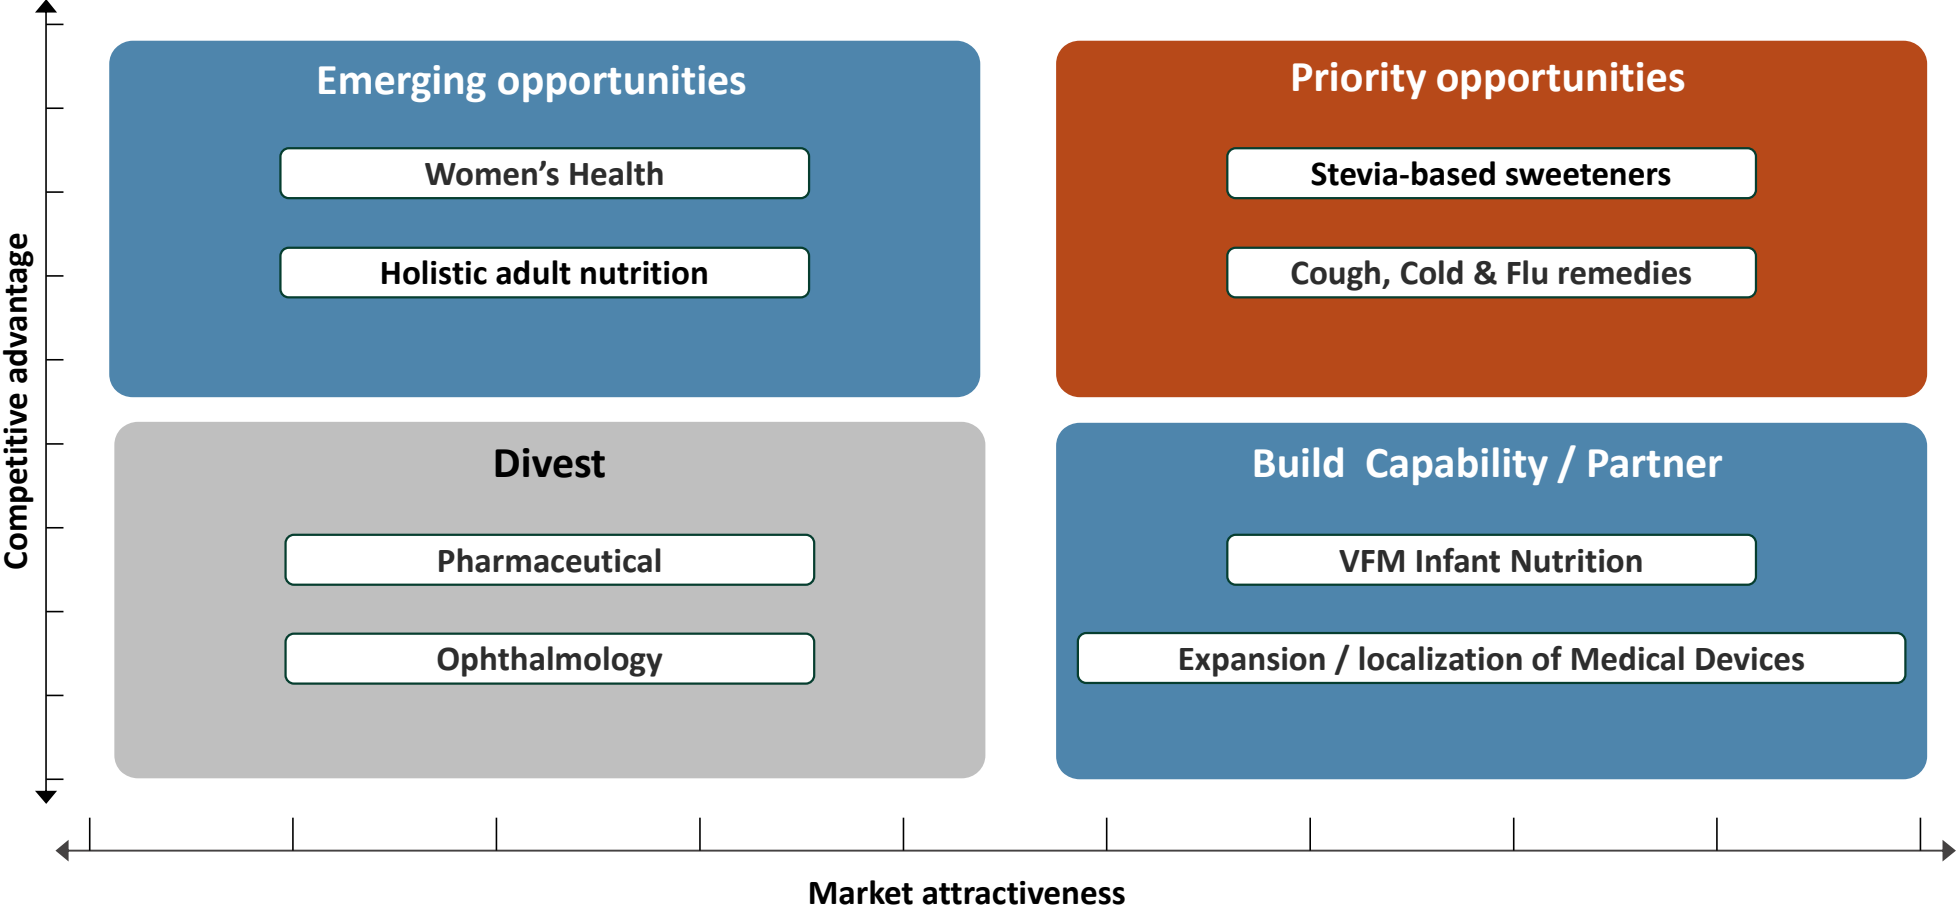 Competitive advantage
Emerging opportunities
Women’s Health
Holistic adult nutrition
Priority opportunities
Stevia-based sweeteners
Cough, Cold & Flu remedies
Divest
Pharmaceutical
Ophthalmology
Build  Capability / Partner
VFM Infant Nutrition
Expansion / localization of Medical Devices
Market attractiveness